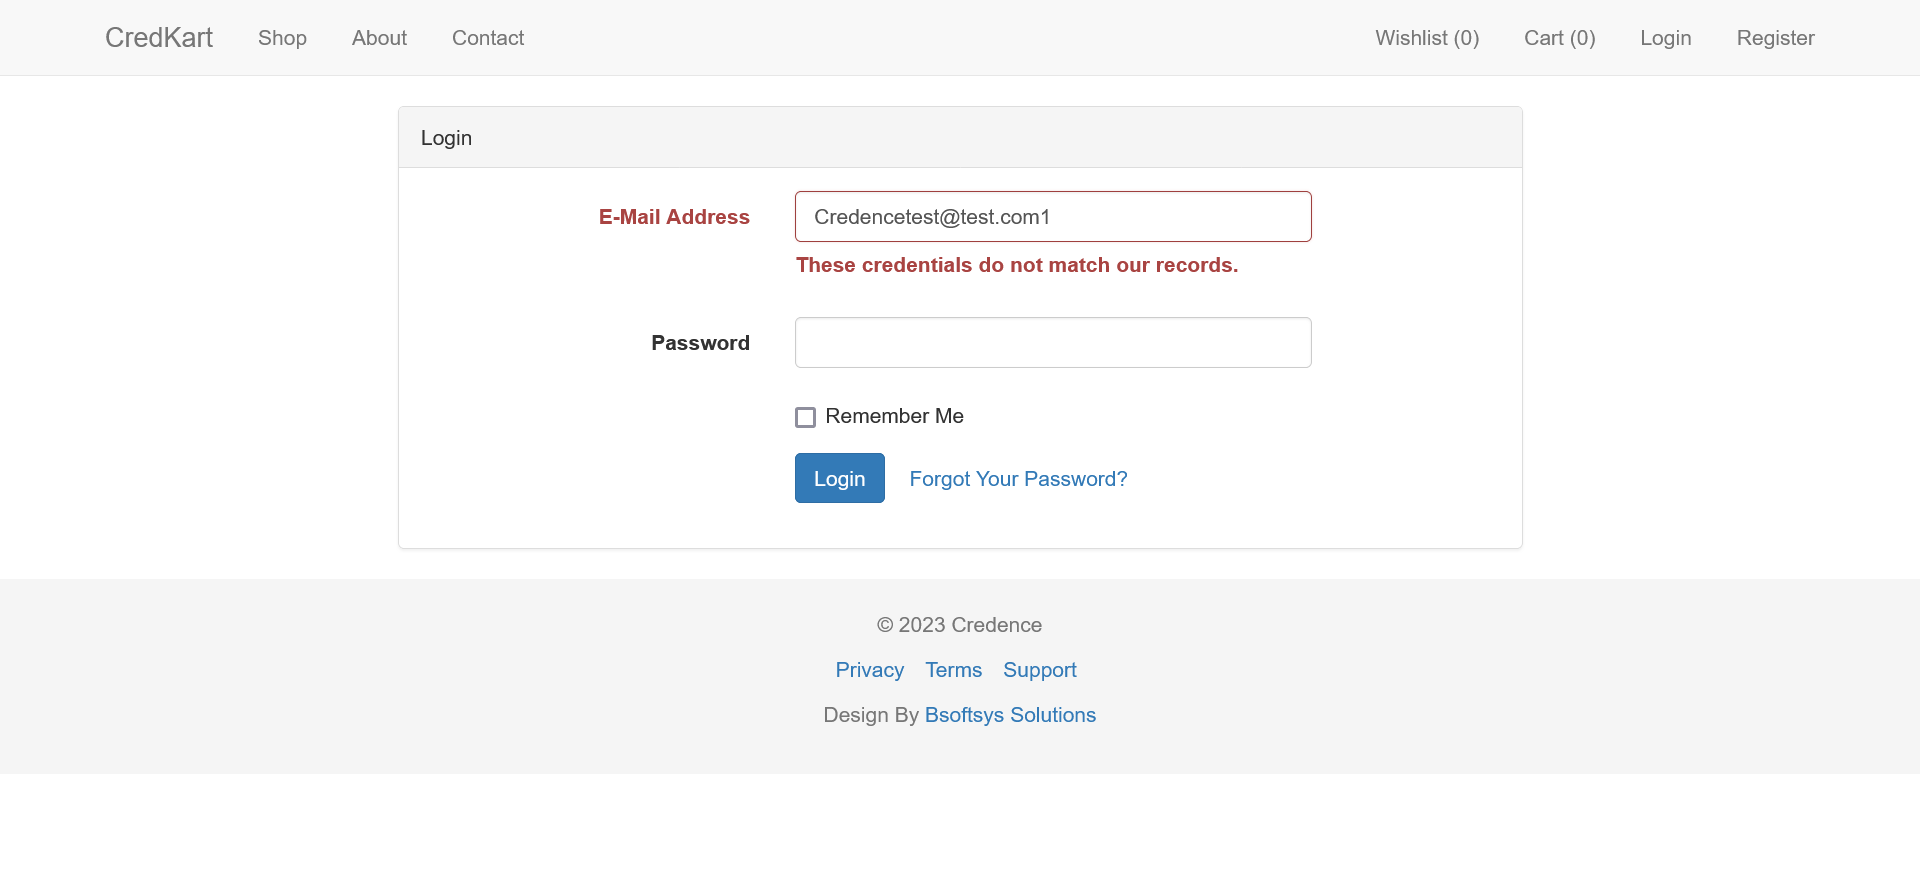 CredKart Shop About Contact Wishlist (0) Cart (0) Login Register
Login
E-Mail Address Credencetest@test.com1
These credentials do not match our records.
Password
Remember Me
Login Forgot Your Password?
© 2023 Credence
Privacy Terms Support
Design By Bsoftsys Solutions